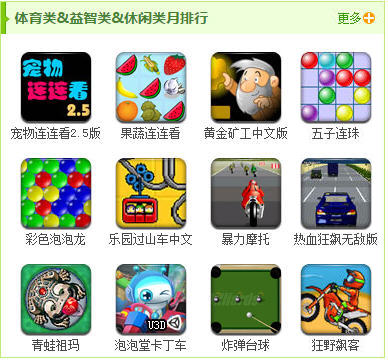 体育类&益智类&休闲类月排行 更多
宠物
连连看
2.5
宠物连连看2.5版 果蔬连连看 黄金矿工中文版 五子连珠
彩色泡泡龙 乐园过山车中文 暴力摩托 热血狂飙无敌版
U3D
青蛙祖玛 泡泡堂卡丁车 炸弹台球 狂野飙客